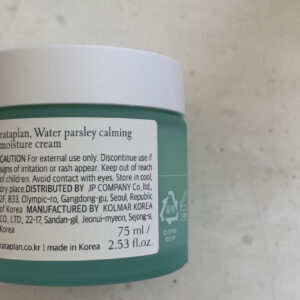 rataplan, Water parsley calming
moisture cream
CAUTION For external use only. Discontinue use if
signs of irritation or rash appear. Keep out of reach
of children. Avoid contact with eyes. Store in cool,
dry place. DISTRIBUTED BY JP COMPANY Co.,ltd.,
2F, 833, Olympic-ro, Gangdong-gu, Seoul, Republic
of Korea MANUFACTURED BY KOLMAR KOREA
CO., LTD, 22-17, Sandan-gil, Jeonui-myeon, Sejong-si,
Korea
75 ml /
rataplan.co.kr | made in Korea 2.53 fl.oz.